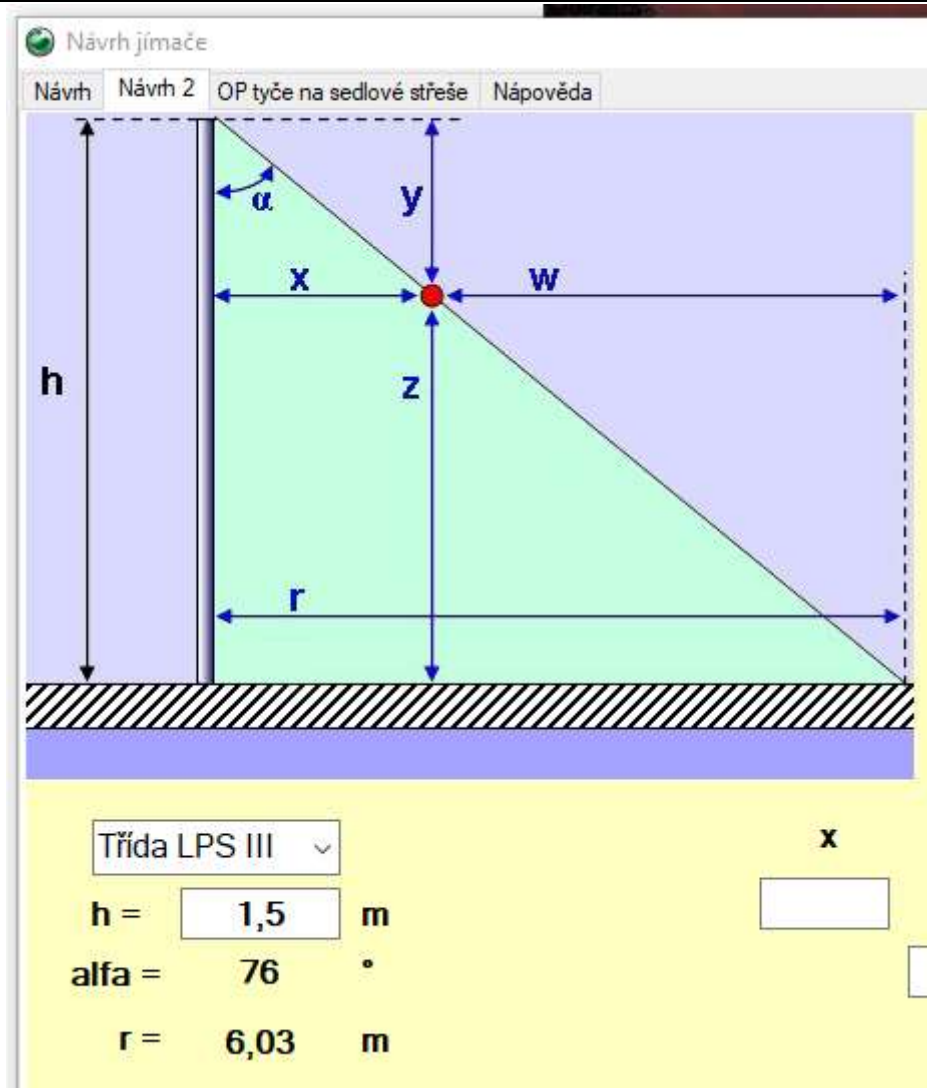 Návrh jímače
Návrh Návrh 2 OP tyče na sedlové střeše Nápověda
α
y
x
w
h
z
r
Třída LPS III
x
h = 1,5 m
alfa = 76 °
r = 6,03 m